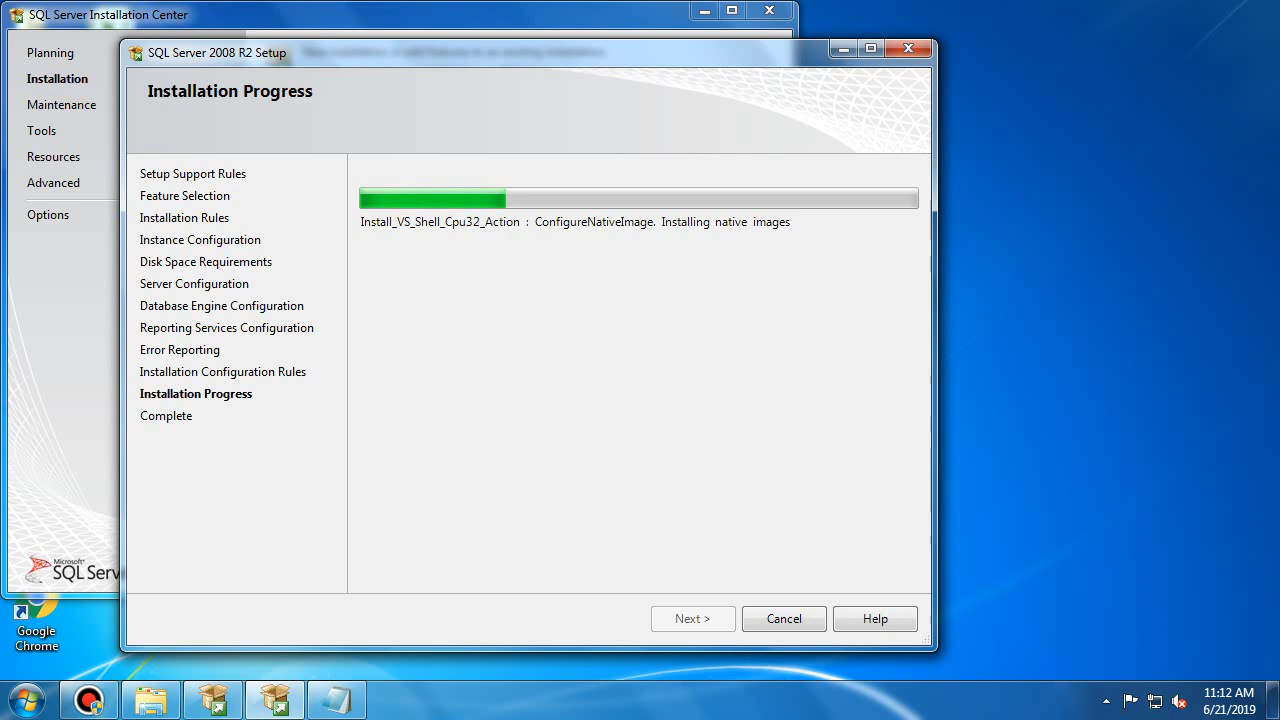 SQL Server Installation Center
Planning
Installation
Maintenance
Tools
Resources
Advanced
Options
Microsoft
SQL Serv
SQL Server 2008 R2 Setup
Installation Progress
Setup Support Rules
Feature Selection
Installation Rules
Instance Configuration
Disk Space Requirements
Server Configuration
Database Engine Configuration
Reporting Services Configuration
Error Reporting
Installation Configuration Rules
Installation Progress
Complete
Install_VS_Shell_Cpu32_Action : ConfigureNativeImage. Installing native images
Next >
Cancel
Help
Google
Chrome
11:12 AM
6/21/2019